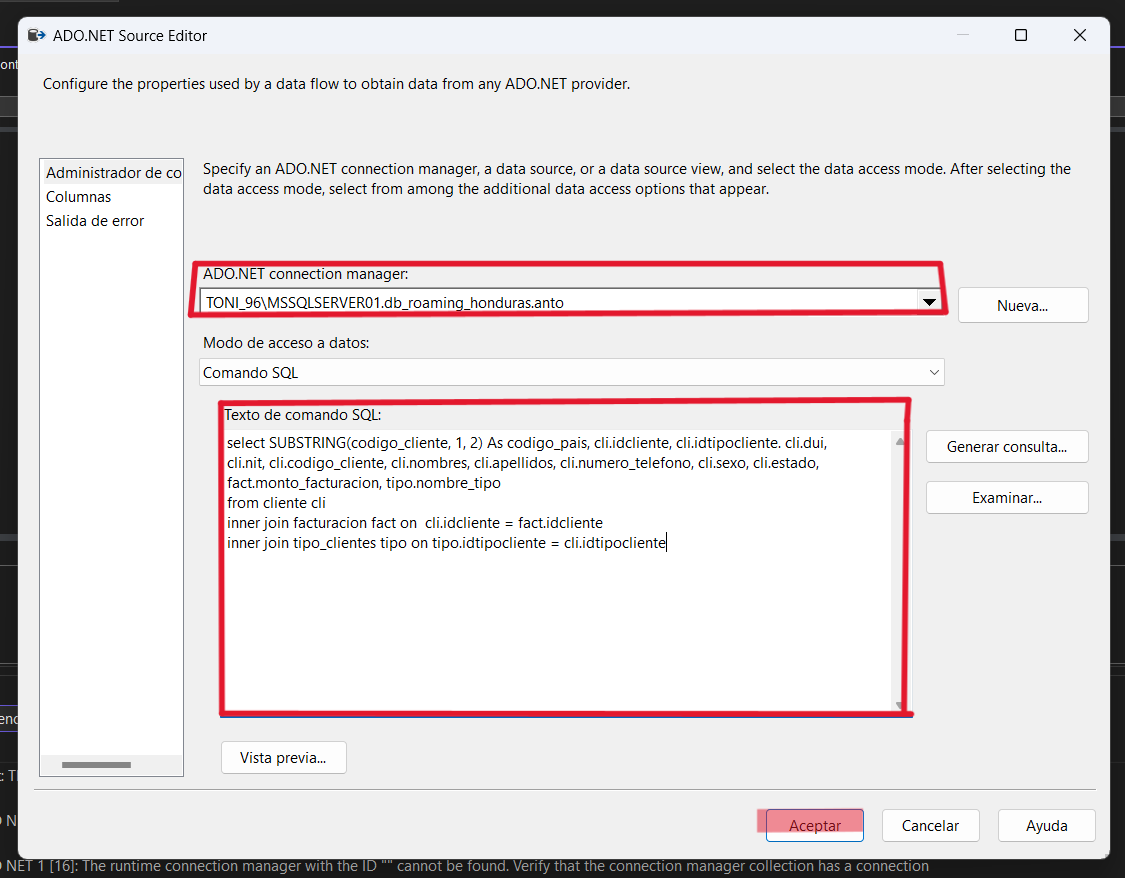 ADO.NET Source Editor
ont
Configure the properties used by a data flow to obtain data from any ADO.NET provider.
Administrador de co
Columnas
Salida de error
Specify an ADO.NET connection manager, a data source, or a data source view, and select the data access mode. After selecting the
data access mode, select from among the additional data access options that appear.
ADO.NET connection manager:
TONI_96\MSSQLSERVER01.db_roaming_honduras.anto
Nueva...
Modo de acceso a datos:
Comando SQL
Texto de comando SQL:
select SUBSTRING(codigo_cliente, 1, 2) As codigo_pais, cli.idcliente, cli.idtipocliente. cli.dui,
cli.nit, cli.codigo_cliente, cli.nombres, cli.apellidos, cli.numero_telefono, cli.sexo, cli.estado,
fact.monto_facturacion, tipo.nombre_tipo
from cliente cli
inner join facturacion fact on  cli.idcliente = fact.idcliente
inner join tipo_clientes tipo on tipo.idtipocliente = cli.idtipocliente
Generar consulta...
Examinar...
enc
Vista previa...
: TI
Aceptar
Cancelar
Ayuda
O N
O NET 1 [16]: The runtime connection manager with the ID "" cannot be found. Verify that the connection manager collection has a connection